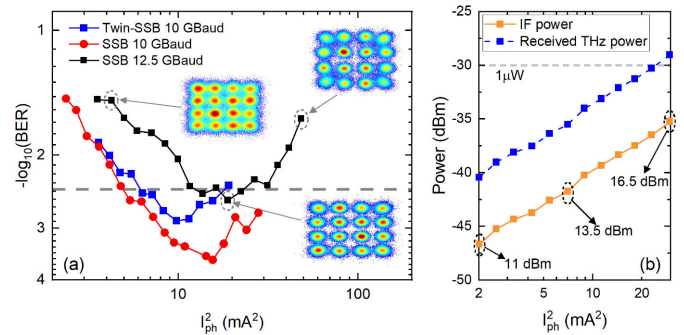 Twin-SSB 10 GBaud
SSB 10 GBaud
SSB 12.5 GBaud
1
2
3
4
-log₁₀(BER)
(a)
10
100
I²ph (mA²)
IF power
Received THz power
1μW
-25
-30
-35
-40
-45
-50
Power (dBm)
16.5 dBm
13.5 dBm
11 dBm
(b)
2
5
10
20
I²ph (mA²)